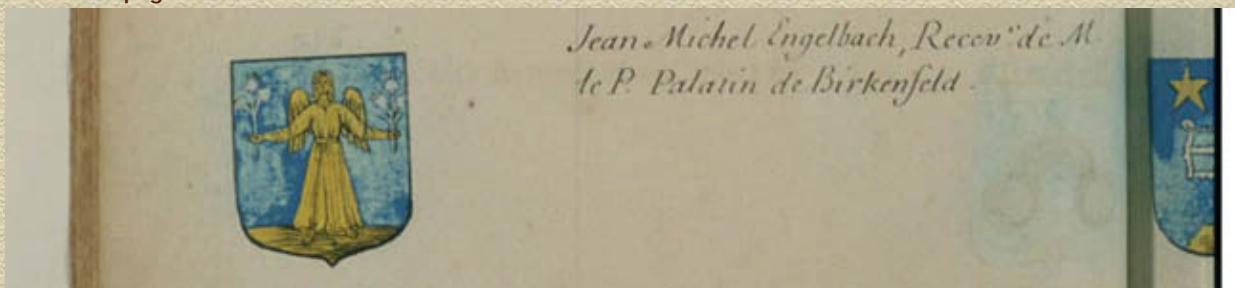 Jean Michel Engelbach, Recev.r de M
le P. Palatin de Birkenfeld.